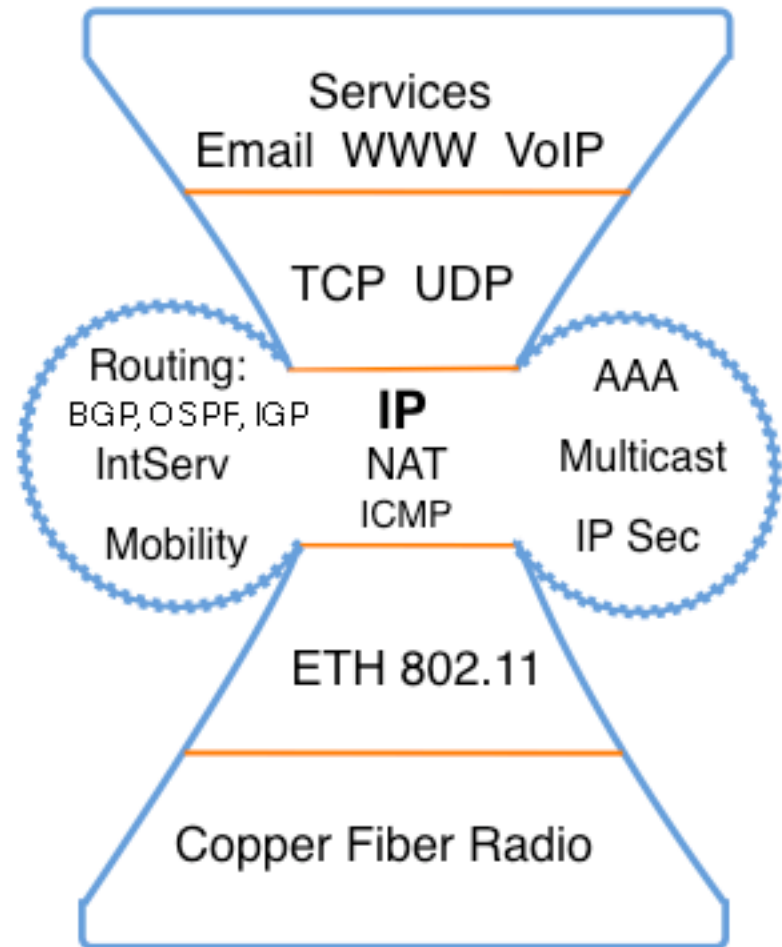 Services
Email WWW VoIP
TCP UDP
Routing:
BGP, OSPF, IGP
IntServ
Mobility
IP
NAT
ICMP
AAA
Multicast
IP Sec
ETH 802.11
Copper Fiber Radio